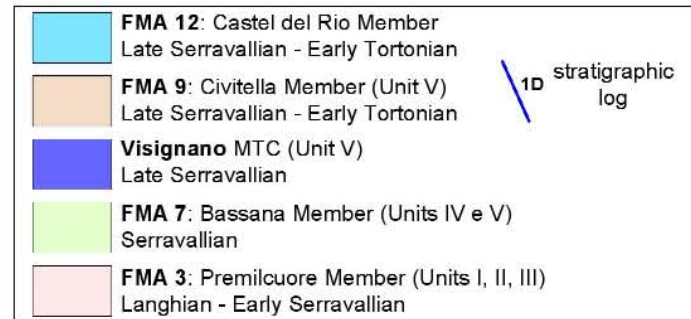 FMA 12: Castel del Rio Member
Late Serravallian - Early Tortonian
FMA 9: Civitella Member (Unit V)
Late Serravallian - Early Tortonian
Visignano MTC (Unit V)
Late Serravallian
FMA 7: Bassana Member (Units IV e V)
Serravallian
FMA 3: Premilcuore Member (Units I, II, III)
Langhian - Early Serravallian
1D stratigraphic
log